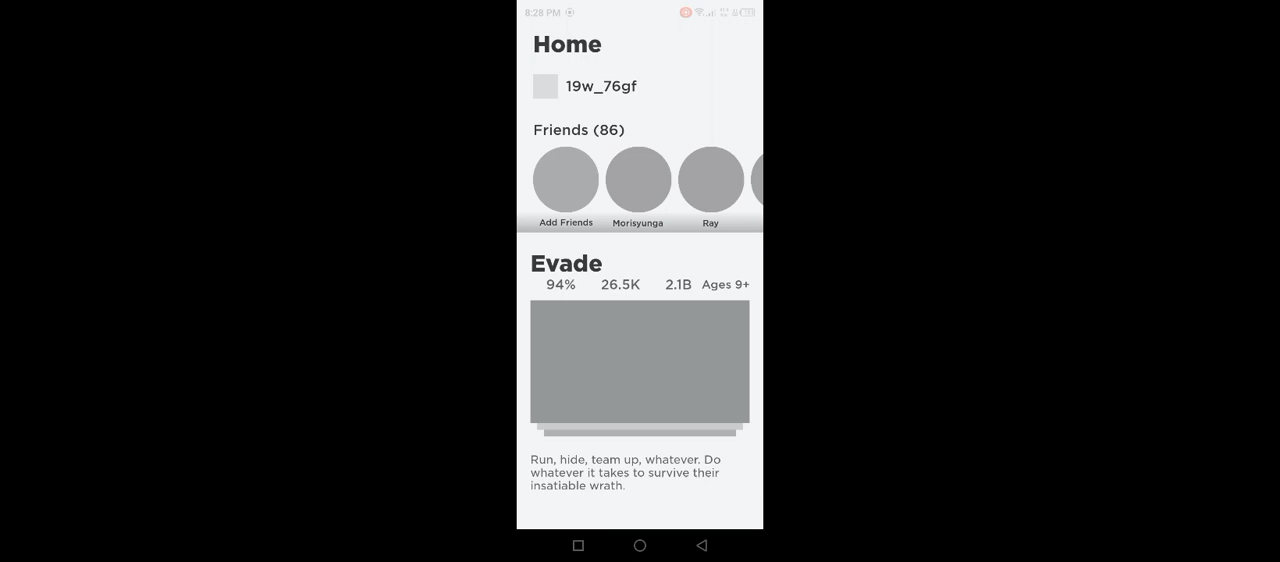 8:28 PM
Home
19w_76gf
Friends (86)
Add Friends
Morisyunga
Ray
Evade
94% 26.5K 2.1B Ages 9+
Run, hide, team up, whatever. Do
whatever it takes to survive their
insatiable wrath.